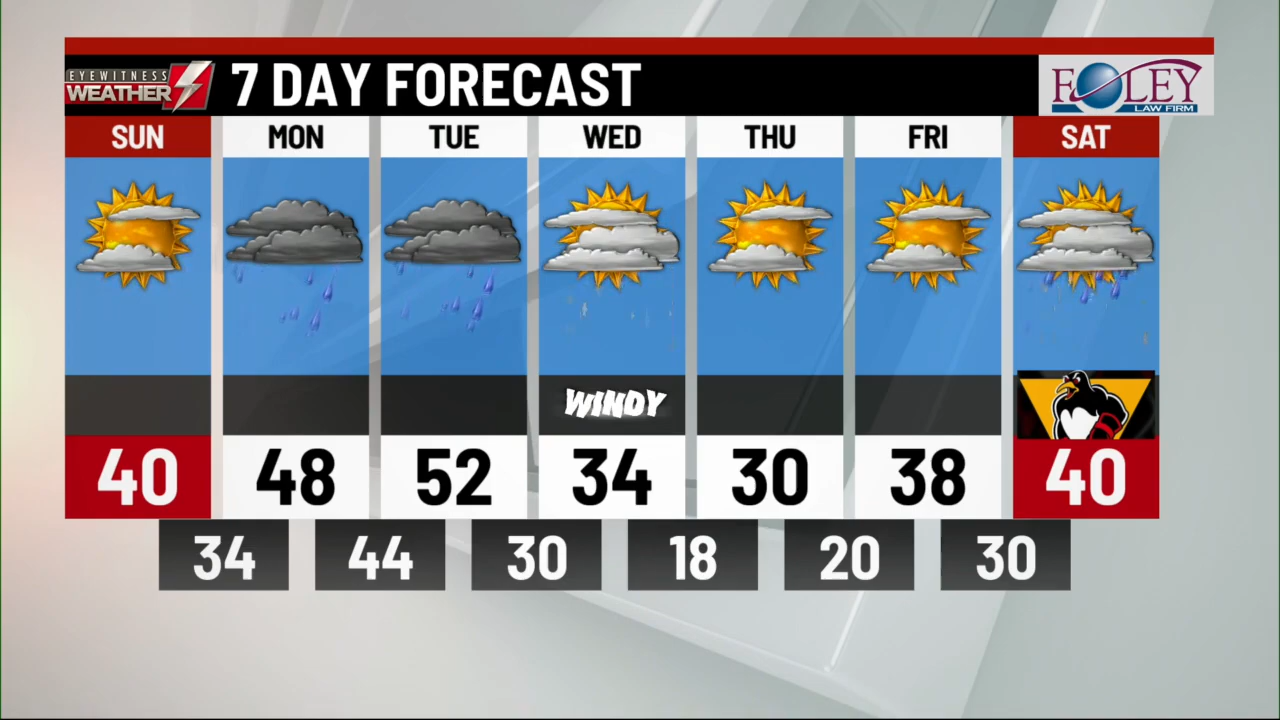 EYEWITNESS
WEATHER
7 DAY FORECAST
FOLEY
LAW FIRM
SUN MON TUE WED THU FRI SAT
WINDY
40 48 52 34 30 38 40
34 44 30 18 20 30